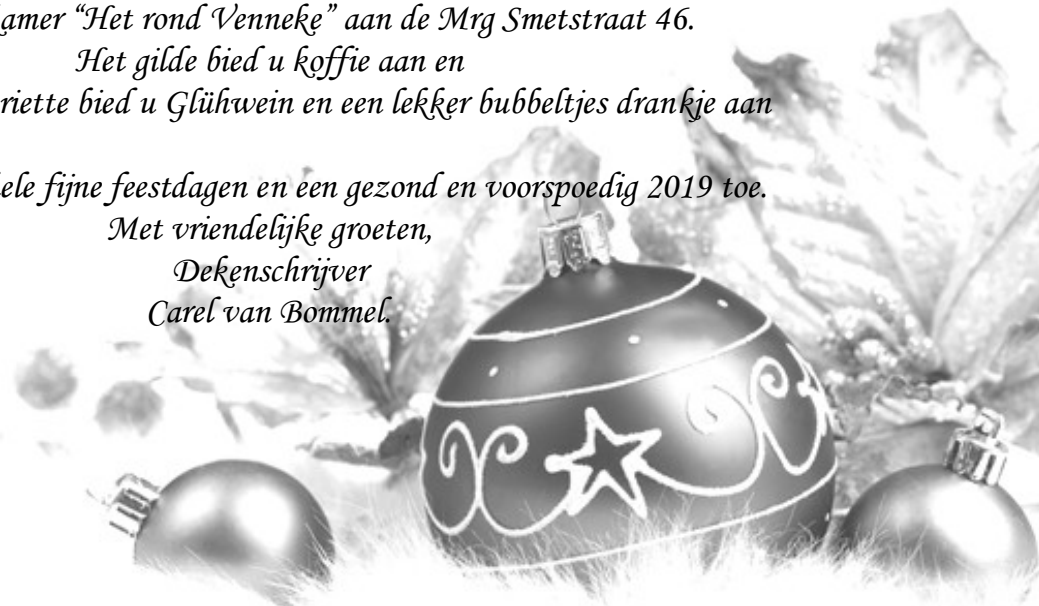 kamer “Het rond Venneke” aan de Mrg Smetstraat 46.
Het gilde bied u koffie aan en
riette bied u Glühwein en een lekker bubbeltjes drankje aan
ele fijne feestdagen en een gezond en voorspoedig 2019 toe.
Met vriendelijke groeten,
Dekenschrijver
Carel van Bommel.